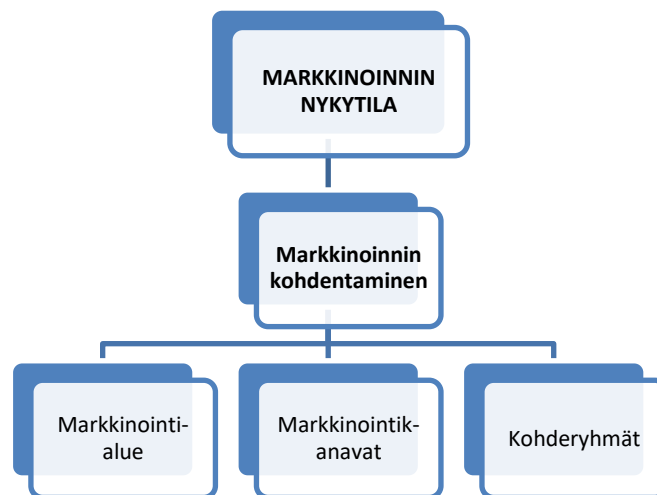 MARKKINOINNIN
NYKYTILA
Markkinoinnin
kohdentaminen
Markkinointi-
alue
Markkinointik-
anavat
Kohderyhmät